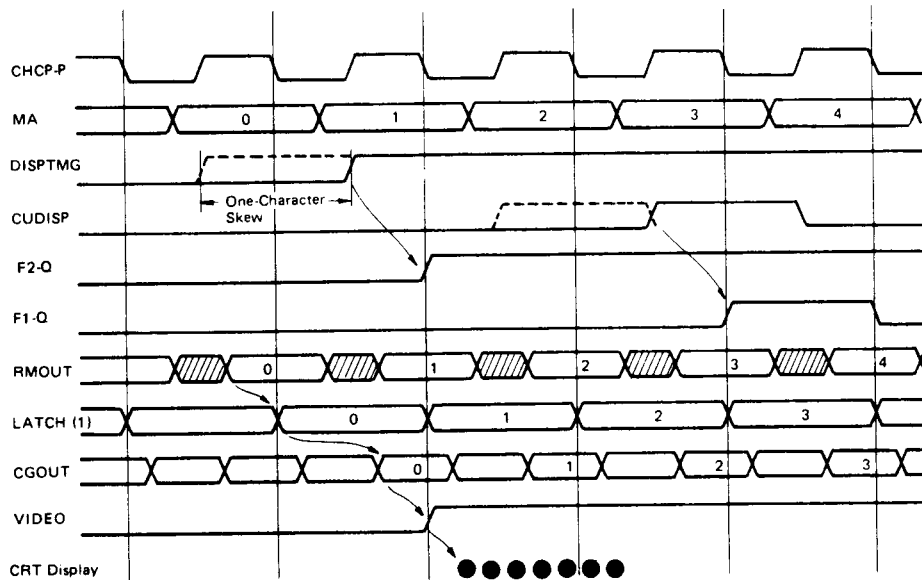 CHCP-P
MA 0 1 2 3 4
DISPTMG
One-Character
Skew
CUDISP
F2-Q
F1-Q
RMOUT 0 1 2 3 4
LATCH (1) 0 1 2 3
CGOUT 0 1 2 3
VIDEO
CRT Display